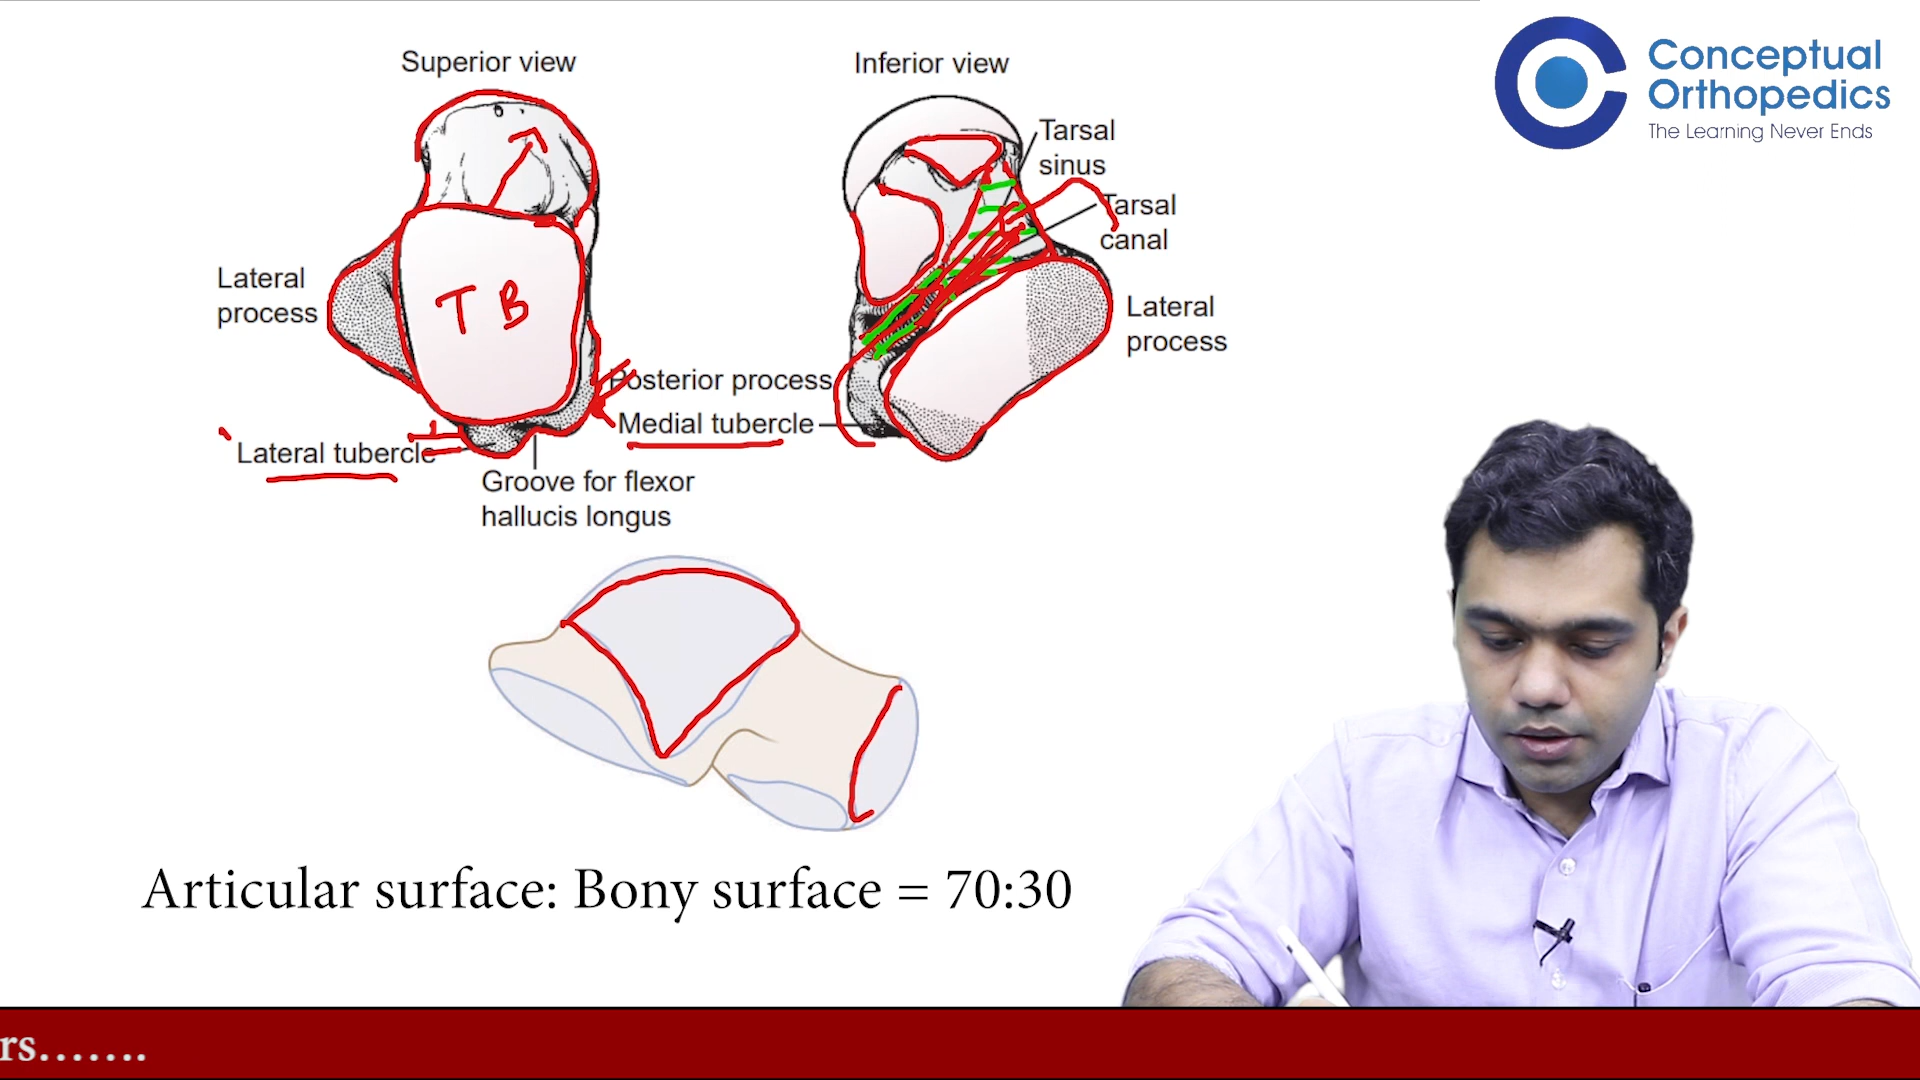 Superior view
Inferior view
Conceptual
Orthopedics
The Learning Never Ends
Tarsal
sinus
Tarsal
canal
Lateral
process
T B
Lateral
process
Posterior process
Medial tubercle
Lateral tubercle
Groove for flexor
hallucis longus
Articular surface: Bony surface = 70:30
rs.......